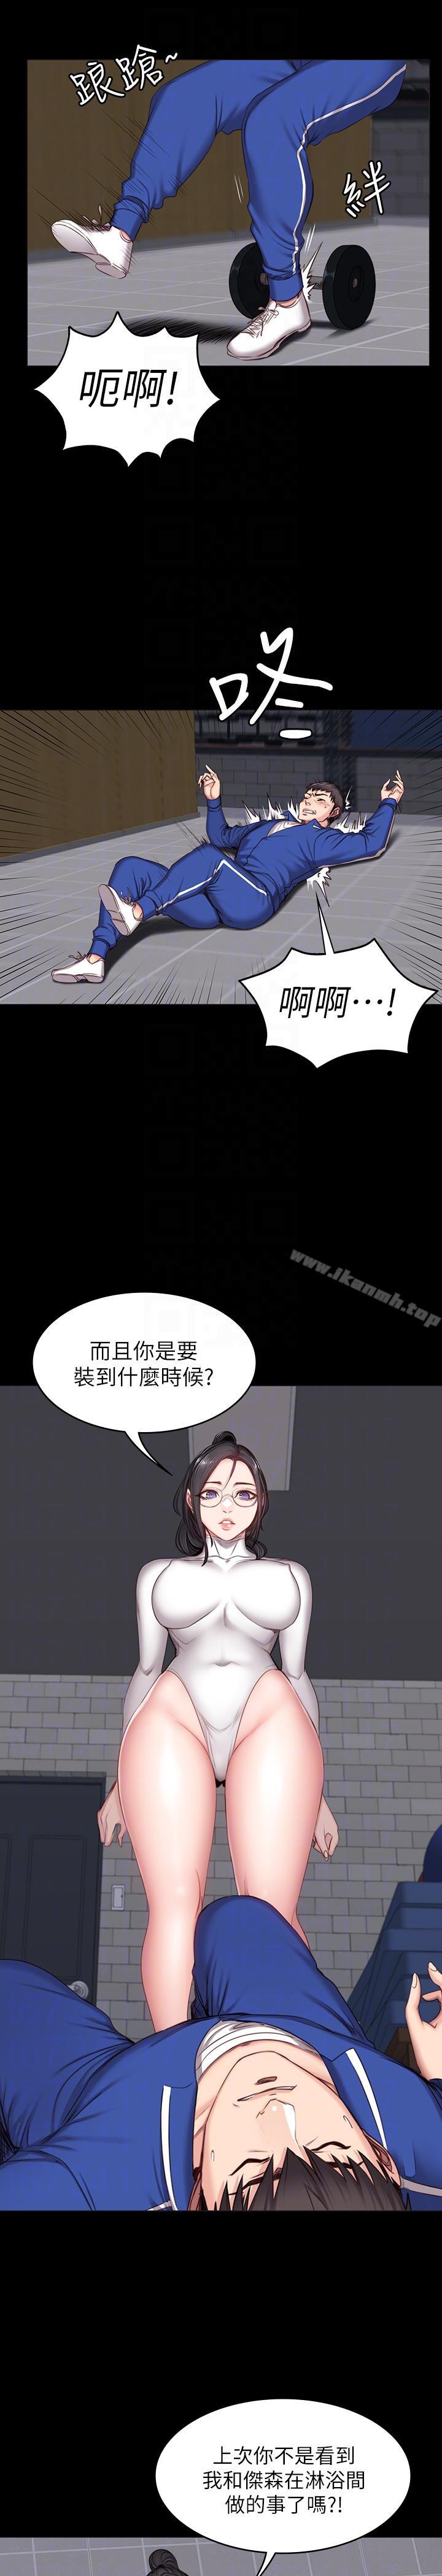 踉蹌~
絆
呃啊!
咚
啊啊…!
www.ikanmh.top
而且你是要
裝到什麼時候?
上次你不是看到
我和傑森在淋浴間
做的事了嗎?!